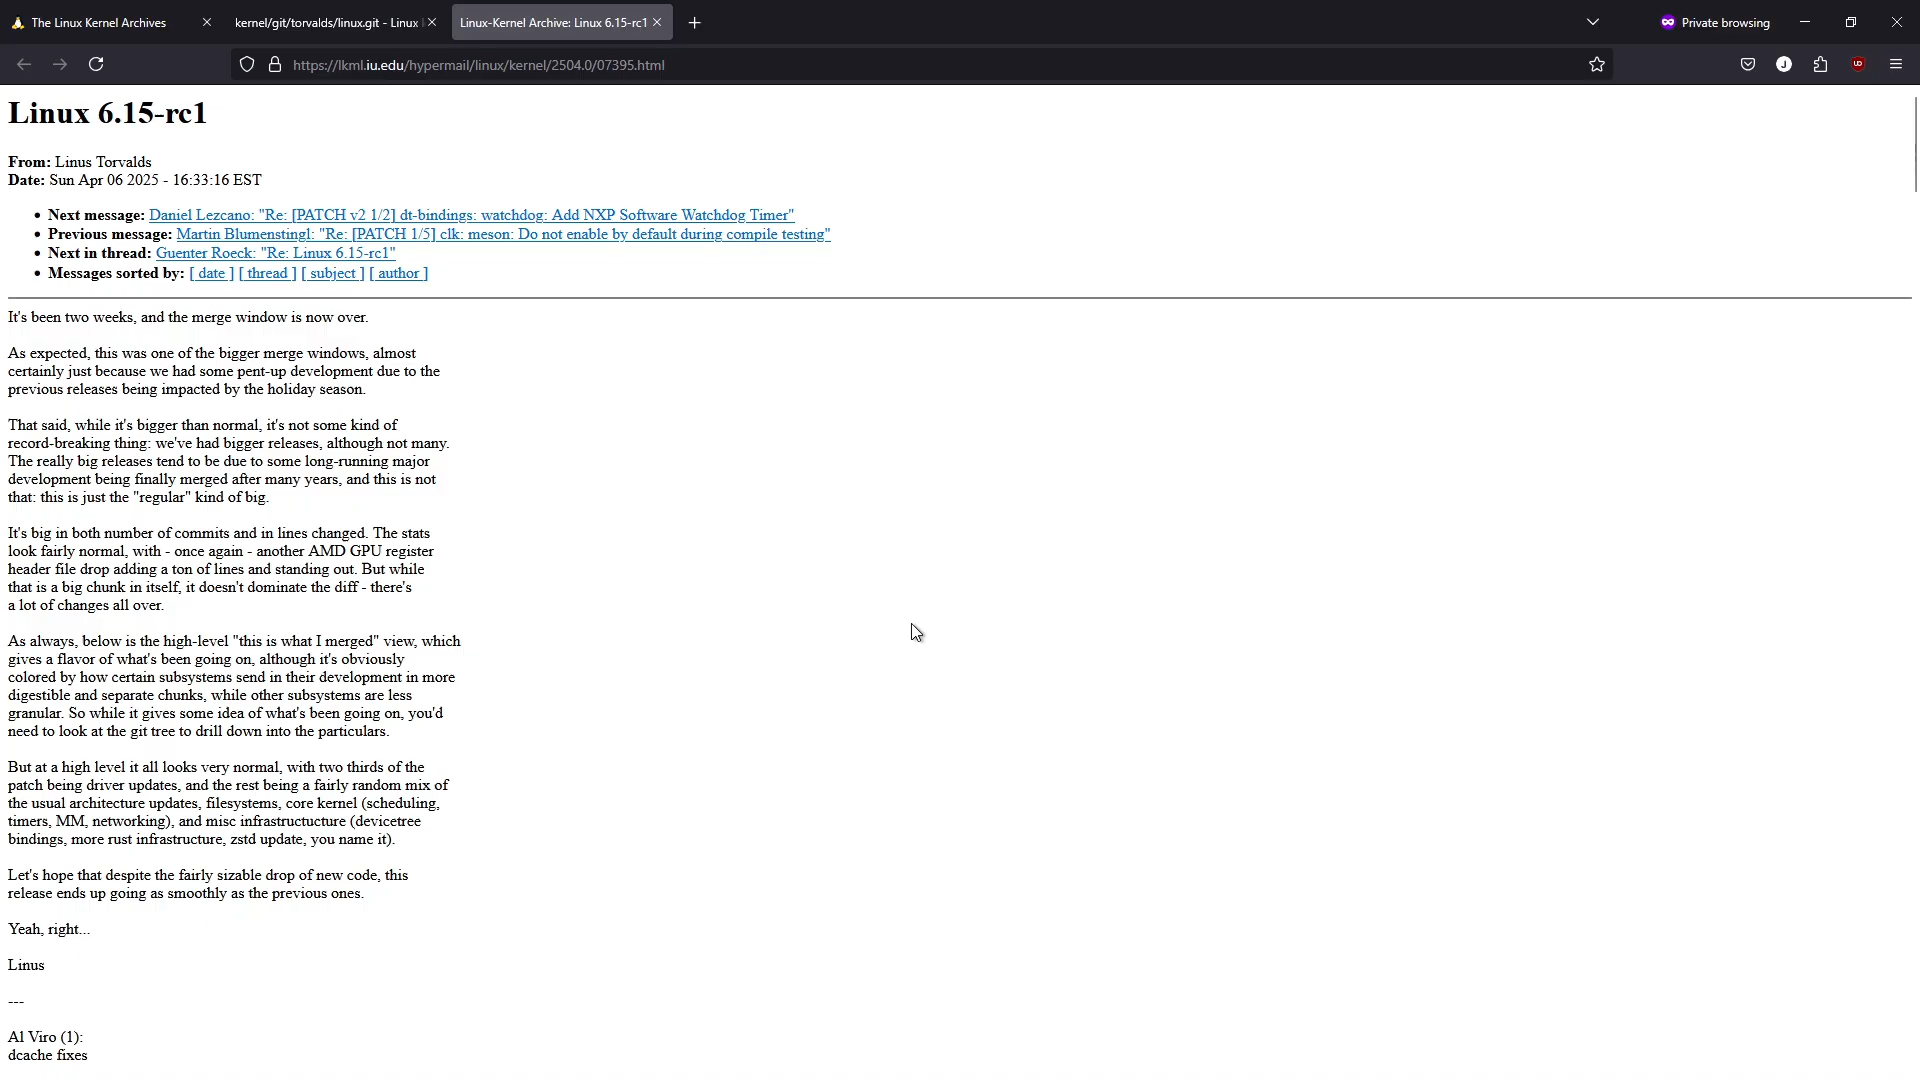 The Linux Kernel Archives
kernel/git/torvalds/linux.git - Linux
Linux-Kernel Archive: Linux 6.15-rc1
Private browsing
https://lkml.iu.edu/hypermail/linux/kernel/2504.0/07395.html
J
Linux 6.15-rc1
From: Linus Torvalds
Date: Sun Apr 06 2025 - 16:33:16 EST
• Next message: Daniel Lezcano: "Re: [PATCH v2 1/2] dt-bindings: watchdog: Add NXP Software Watchdog Timer"
• Previous message: Martin Blumenstingl: "Re: [PATCH 1/5] clk: meson: Do not enable by default during compile testing"
• Next in thread: Guenter Roeck: "Re: Linux 6.15-rc1"
• Messages sorted by: [ date ] [ thread ] [ subject ] [ author ]
It's been two weeks, and the merge window is now over.
As expected, this was one of the bigger merge windows, almost
certainly just because we had some pent-up development due to the
previous releases being impacted by the holiday season.
That said, while it's bigger than normal, it's not some kind of
record-breaking thing: we've had bigger releases, although not many.
The really big releases tend to be due to some long-running major
development being finally merged after many years, and this is not
that: this is just the "regular" kind of big.
It's big in both number of commits and in lines changed. The stats
look fairly normal, with - once again - another AMD GPU register
header file drop adding a ton of lines and standing out. But while
that is a big chunk in itself, it doesn't dominate the diff - there's
a lot of changes all over.
As always, below is the high-level "this is what I merged" view, which
gives a flavor of what's been going on, although it's obviously
colored by how certain subsystems send in their development in more
digestible and separate chunks, while other subsystems are less
granular. So while it gives some idea of what's been going on, you'd
need to look at the git tree to drill down into the particulars.
But at a high level it all looks very normal, with two thirds of the
patch being driver updates, and the rest being a fairly random mix of
the usual architecture updates, filesystems, core kernel (scheduling,
timers, MM, networking), and misc infrastructucture (devicetree
bindings, more rust infrastructure, zstd update, you name it).
Let's hope that despite the fairly sizable drop of new code, this
release ends up going as smoothly as the previous ones.
Yeah, right...
Linus
---
Al Viro (1):
dcache fixes